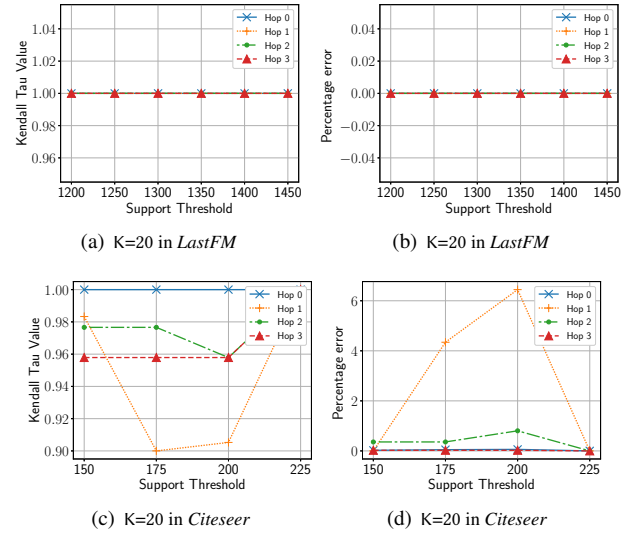 1.04
1.02
1.00
0.98
0.96
Kendall Tau Value
Hop 0
Hop 1
Hop 2
Hop 3
1200 1250 1300 1350 1400 1450
Support Threshold
(a) K=20 in LastFM
0.04
0.02
0.00
−0.02
−0.04
Percentage error
Hop 0
Hop 1
Hop 2
Hop 3
1200 1250 1300 1350 1400 1450
Support Threshold
(b) K=20 in LastFM
1.00
0.98
0.96
0.94
0.92
0.90
Kendall Tau Value
Hop 0
Hop 1
Hop 2
Hop 3
150 175 200 225
Support Threshold
(c) K=20 in Citeseer
6
4
2
0
Percentage error
Hop 0
Hop 1
Hop 2
Hop 3
150 175 200 225
Support Threshold
(d) K=20 in Citeseer